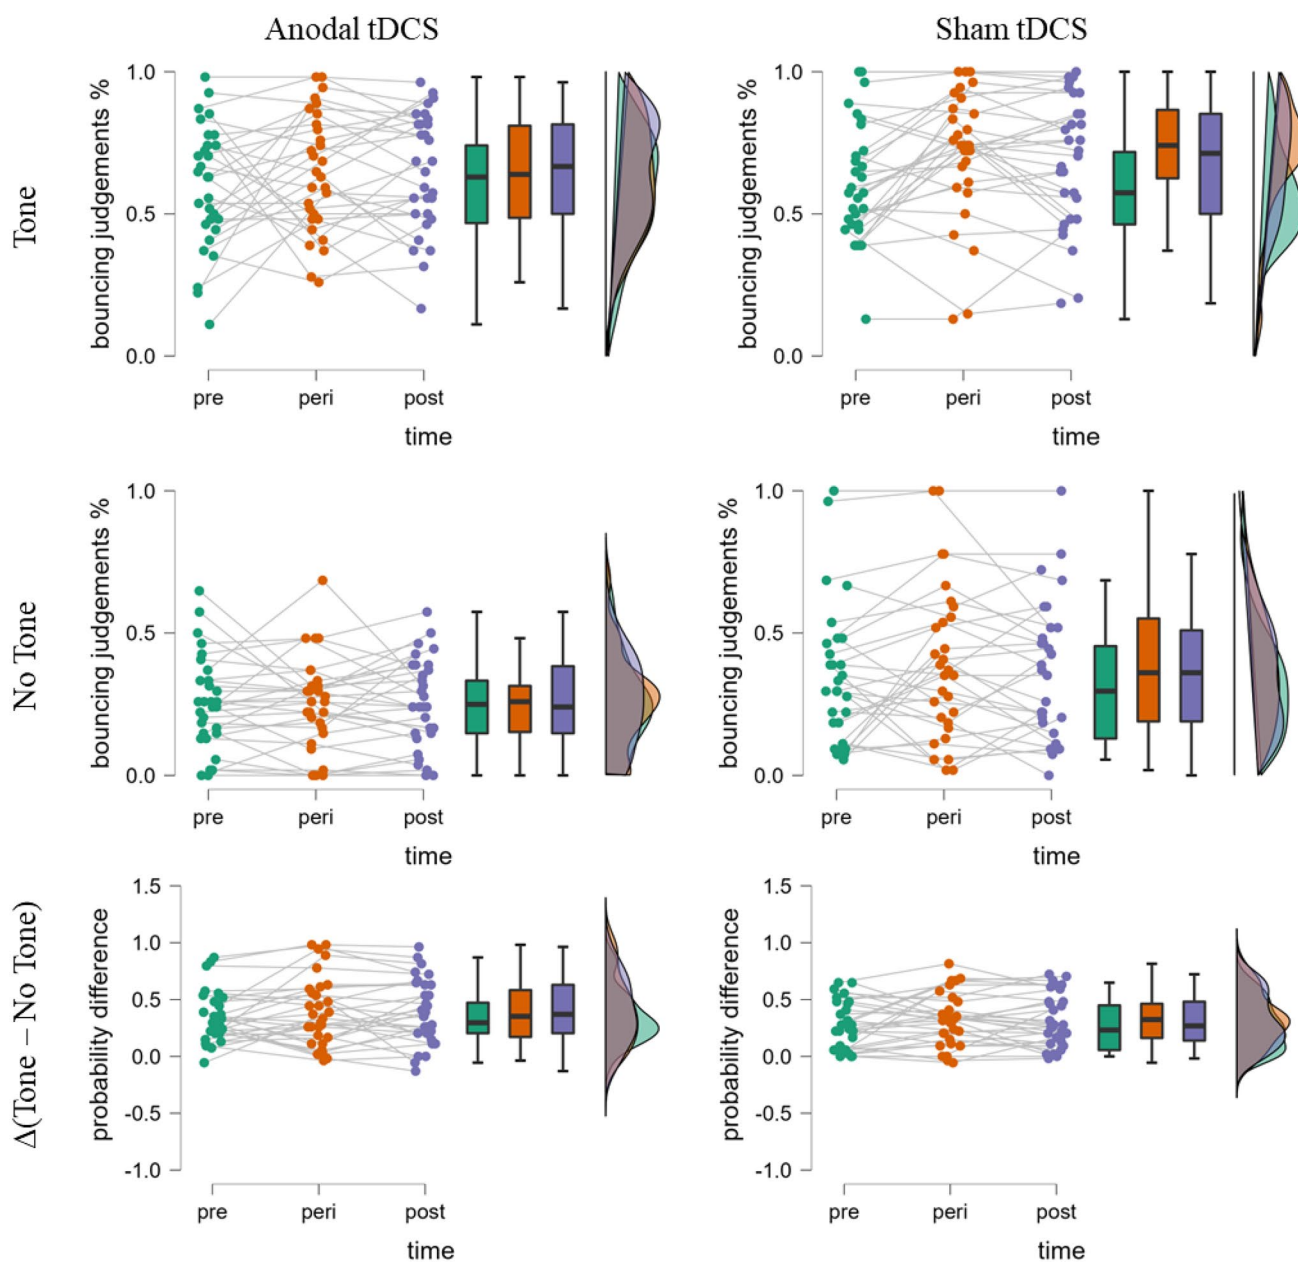 Anodal tDCS
Sham tDCS
Tone
bouncing judgements %
1.0
0.5
0.0
pre
peri
post
time
bouncing judgements %
1.0
0.5
0.0
pre
peri
post
time
No Tone
bouncing judgements %
1.0
0.5
0.0
pre
peri
post
time
bouncing judgements %
1.0
0.5
0.0
pre
peri
post
time
Δ(Tone – No Tone)
probability difference
1.5
1.0
0.5
0.0
-0.5
-1.0
pre
peri
post
time
probability difference
1.5
1.0
0.5
0.0
-0.5
-1.0
pre
peri
post
time